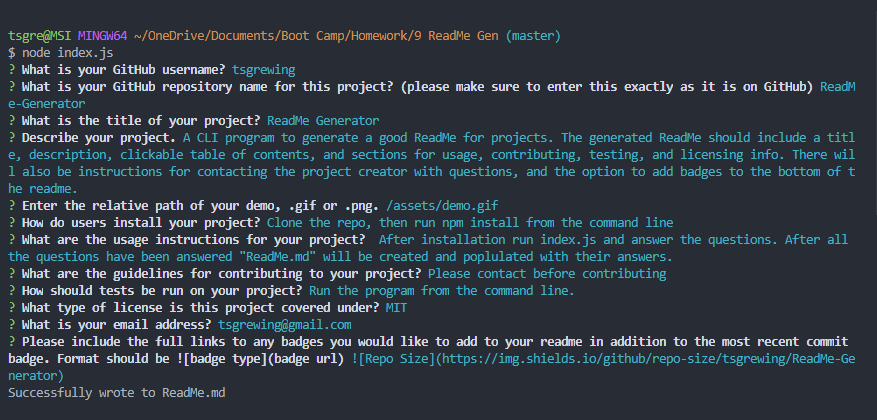 tsgre@MSI MINGW64 ~/OneDrive/Documents/Boot Camp/Homework/9 ReadMe Gen (master)
$ node index.js
? What is your GitHub username? tsgrewing
? What is your GitHub repository name for this project? (please make sure to enter this exactly as it is on GitHub) ReadM
e-Generator
? What is the title of your project? ReadMe Generator
? Describe your project. A CLI program to generate a good ReadMe for projects. The generated ReadMe should include a titl
e, description, clickable table of contents, and sections for usage, contributing, testing, and licensing info. There wil
l also be instructions for contacting the project creator with questions, and the option to add badges to the bottom of t
he readme.
? Enter the relative path of your demo, .gif or .png. /assets/demo.gif
? How do users install your project? Clone the repo, then run npm install from the command line
? What are the usage instructions for your project?  After installation run index.js and answer the questions. After all
the questions have been answered "ReadMe.md" will be created and poplulated with their answers.
? What are the guidelines for contributing to your project? Please contact before contributing
? How should tests be run on your project? Run the program from the command line.
? What type of license is this project covered under? MIT
? What is your email address? tsgrewing@gmail.com
? Please include the full links to any badges you would like to add to your readme in addition to the most recent commit
badge. Format should be ![badge type](badge url) ![Repo Size](https://img.shields.io/github/repo-size/tsgrewing/ReadMe-Ge
nerator)
Successfully wrote to ReadMe.md